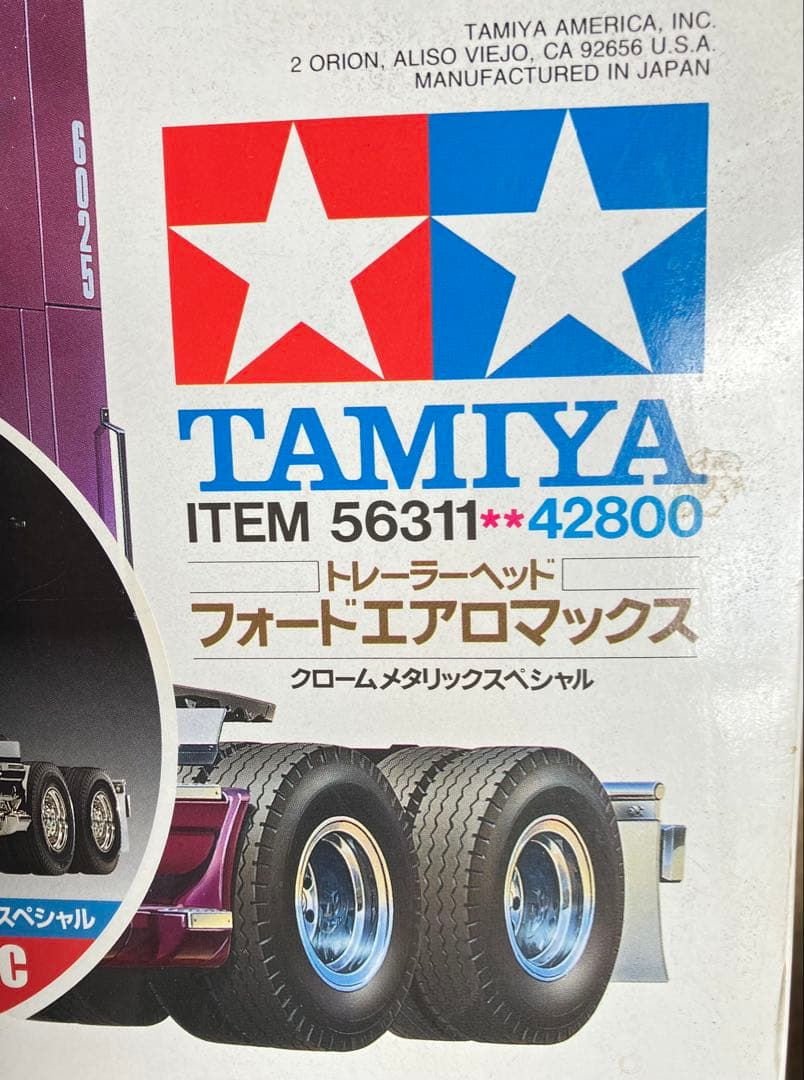 TAMIYA AMERICA, INC.
2 ORION, ALISO VIEJO, CA 92656 U.S.A.
MANUFACTURED IN JAPAN
60225
TAMIYA
ITEM 56311**42800
トレーラーヘッド
フォードエアロマックス
クロームメタリックスペシャル
スペシャル
C